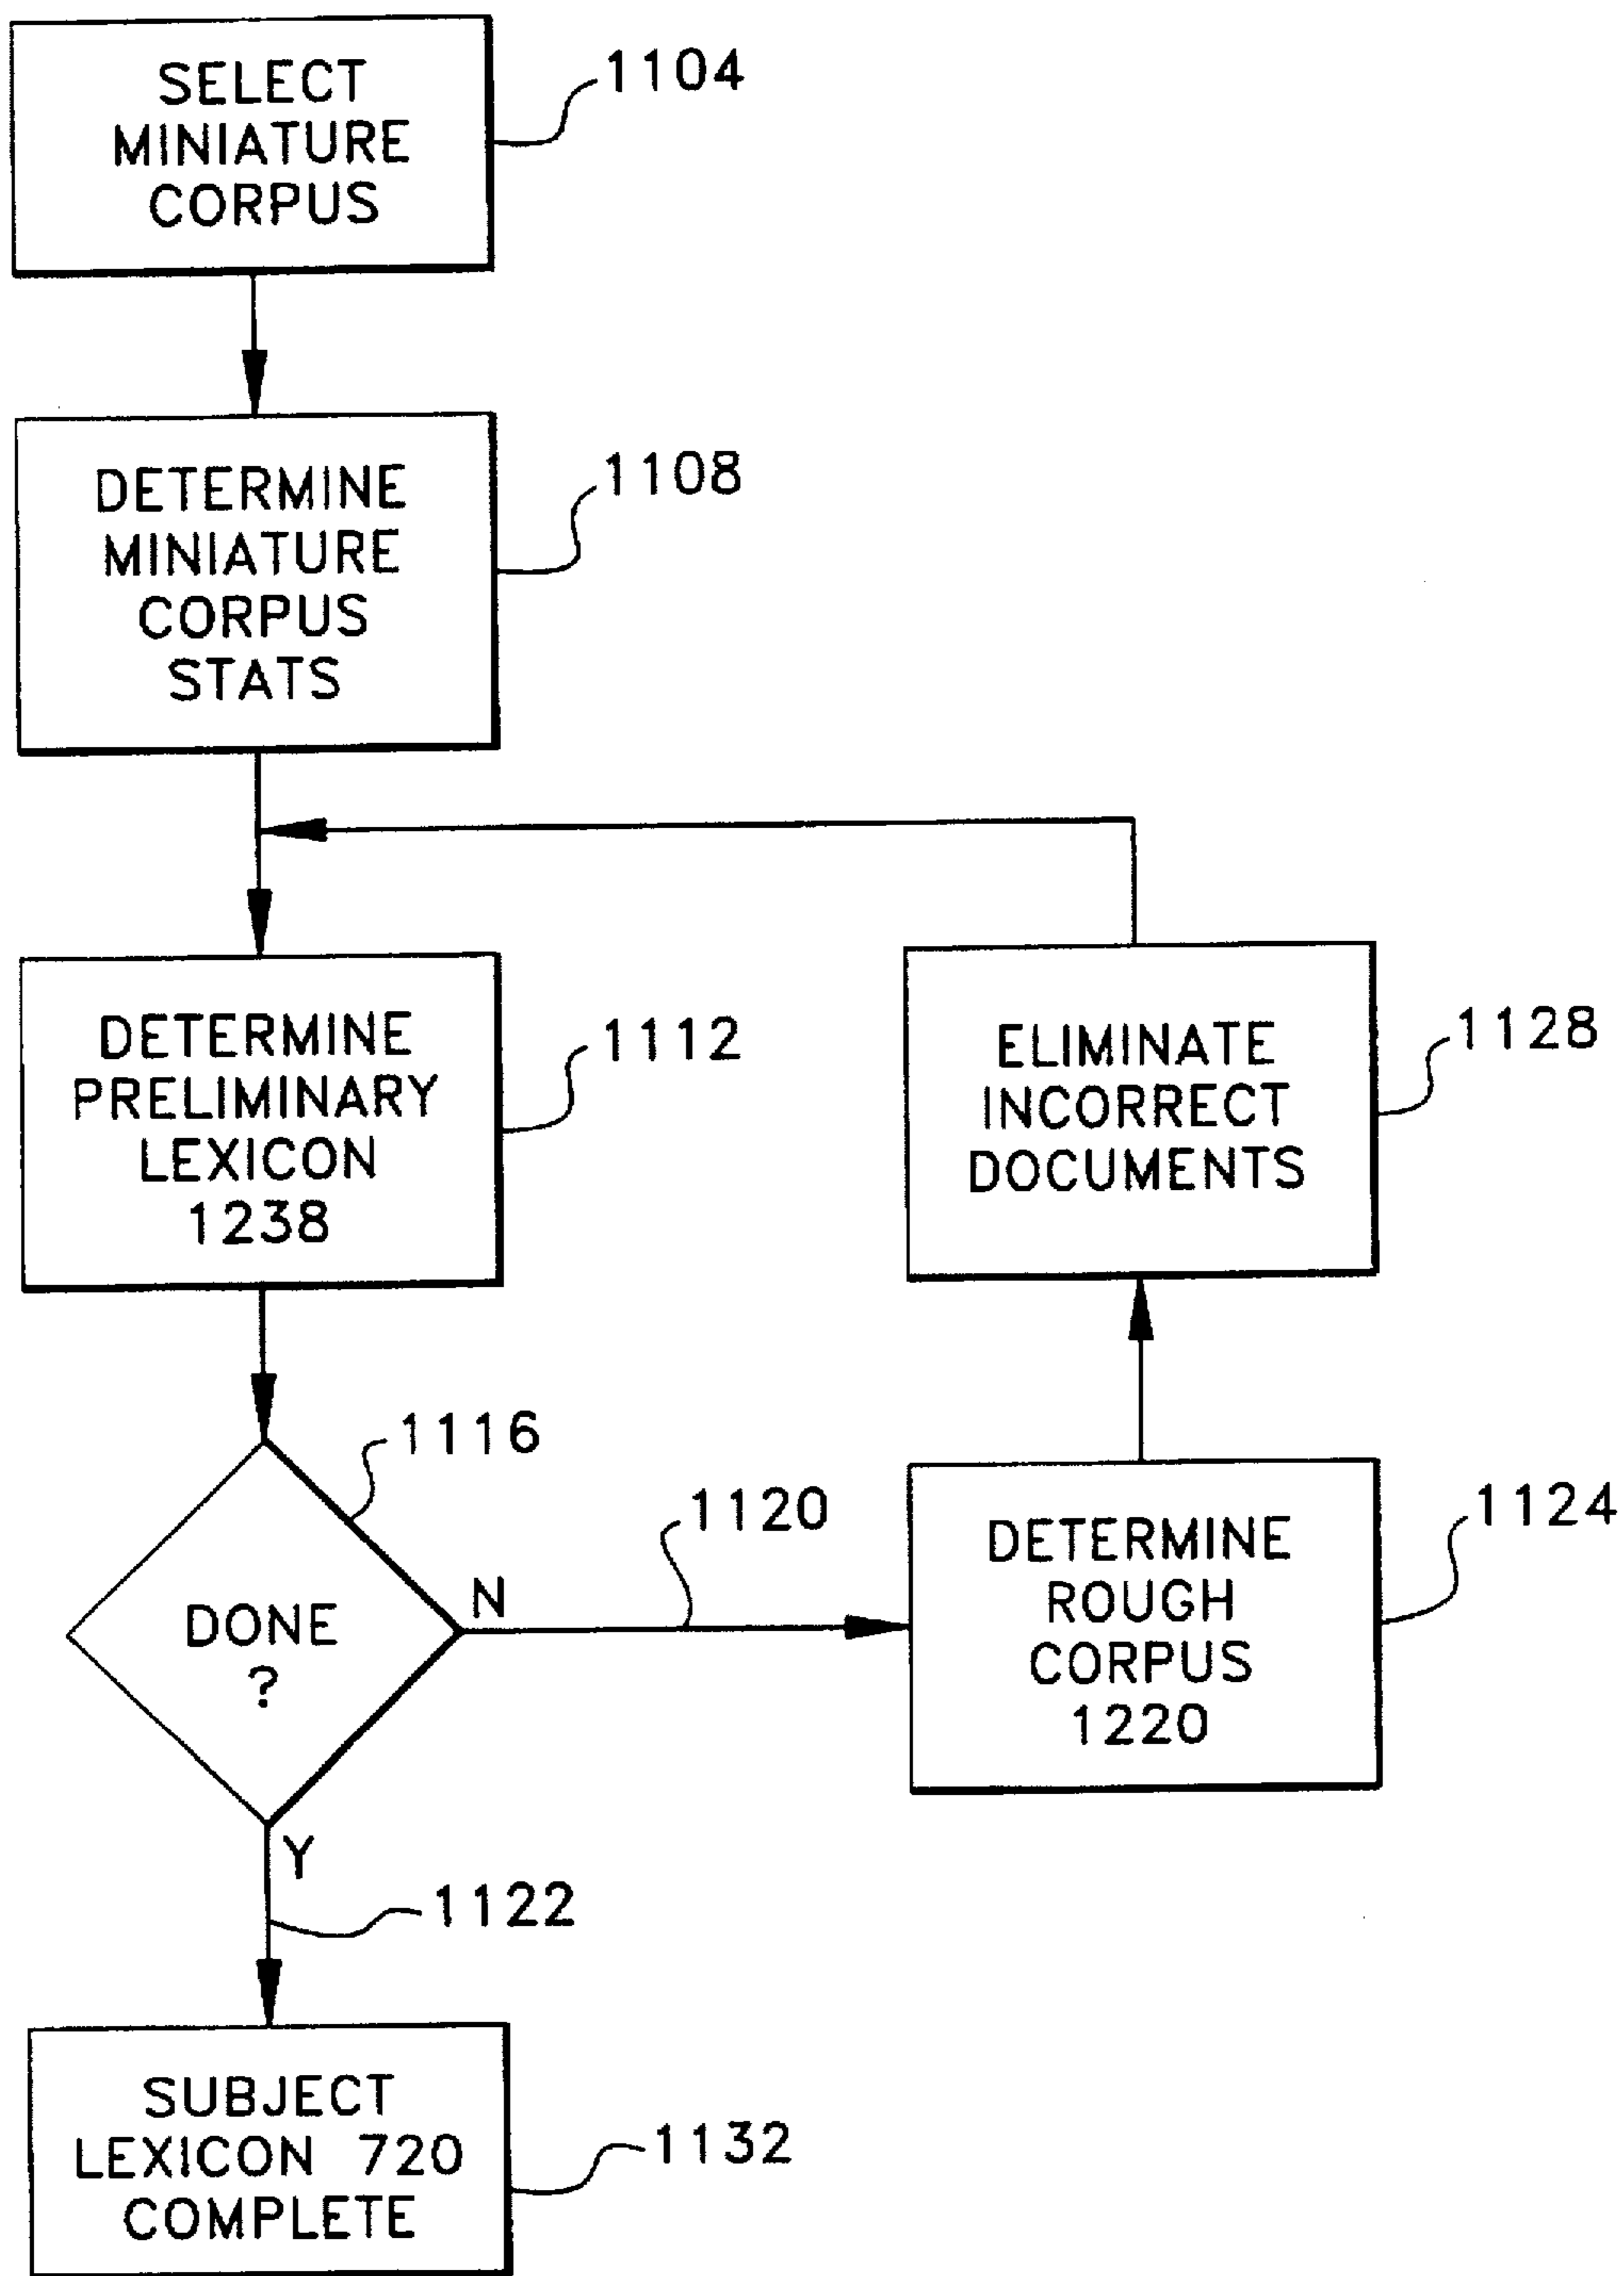 SELECT
MINIATURE
CORPUS
1104
DETERMINE
MINIATURE
CORPUS
STATS
1108
DETERMINE
PRELIMINARY
LEXICON
1238
1112
ELIMINATE
INCORRECT
DOCUMENTS
1128
DONE
?
1116
N
1120
DETERMINE
ROUGH
CORPUS
1220
1124
Y
1122
SUBJECT
LEXICON 720
COMPLETE
1132